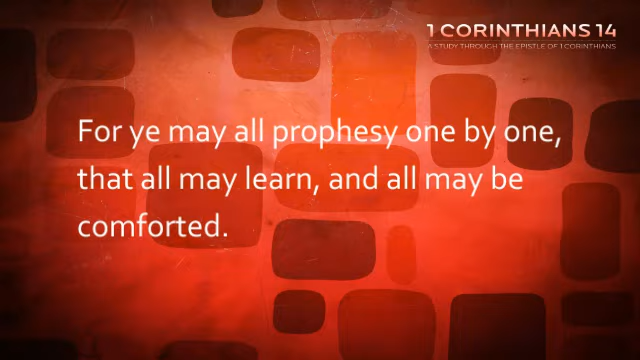 1 CORINTHIANS 14
A STUDY THROUGH THE EPISTLE OF 1 CORINTHIANS
For ye may all prophesy one by one,
that all may learn, and all may be
comforted.